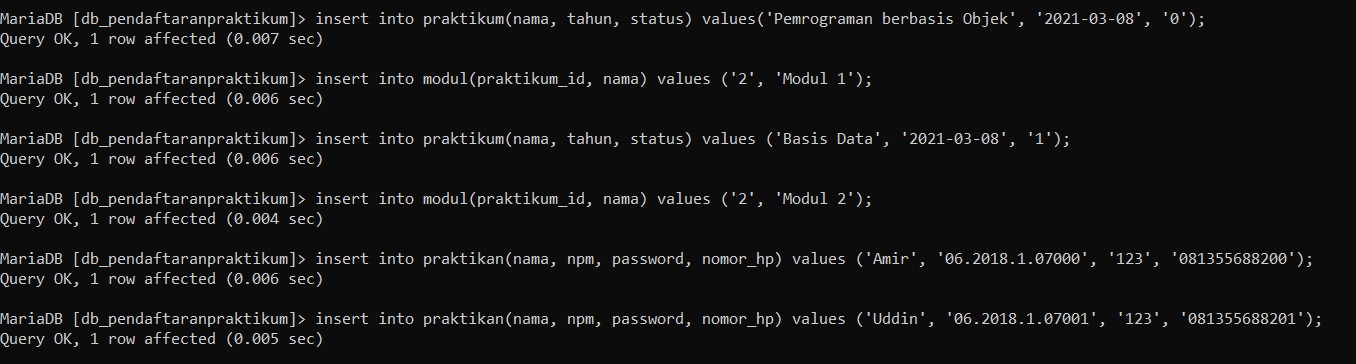 MariaDB [db_pendaftaranpraktikum]> insert into praktikum(nama, tahun, status) values('Pemrograman berbasis Objek', '2021-03-08', '0');
Query OK, 1 row affected (0.007 sec)
MariaDB [db_pendaftaranpraktikum]> insert into modul(praktikum_id, nama) values ('2', 'Modul 1');
Query OK, 1 row affected (0.006 sec)
MariaDB [db_pendaftaranpraktikum]> insert into praktikum(nama, tahun, status) values ('Basis Data', '2021-03-08', '1');
Query OK, 1 row affected (0.006 sec)
MariaDB [db_pendaftaranpraktikum]> insert into modul(praktikum_id, nama) values ('2', 'Modul 2');
Query OK, 1 row affected (0.004 sec)
MariaDB [db_pendaftaranpraktikum]> insert into praktikan(nama, npm, password, nomor_hp) values ('Amir', '06.2018.1.07000', '123', '081355688200');
Query OK, 1 row affected (0.006 sec)
MariaDB [db_pendaftaranpraktikum]> insert into praktikan(nama, npm, password, nomor_hp) values ('Uddin', '06.2018.1.07001', '123', '081355688201');
Query OK, 1 row affected (0.005 sec)